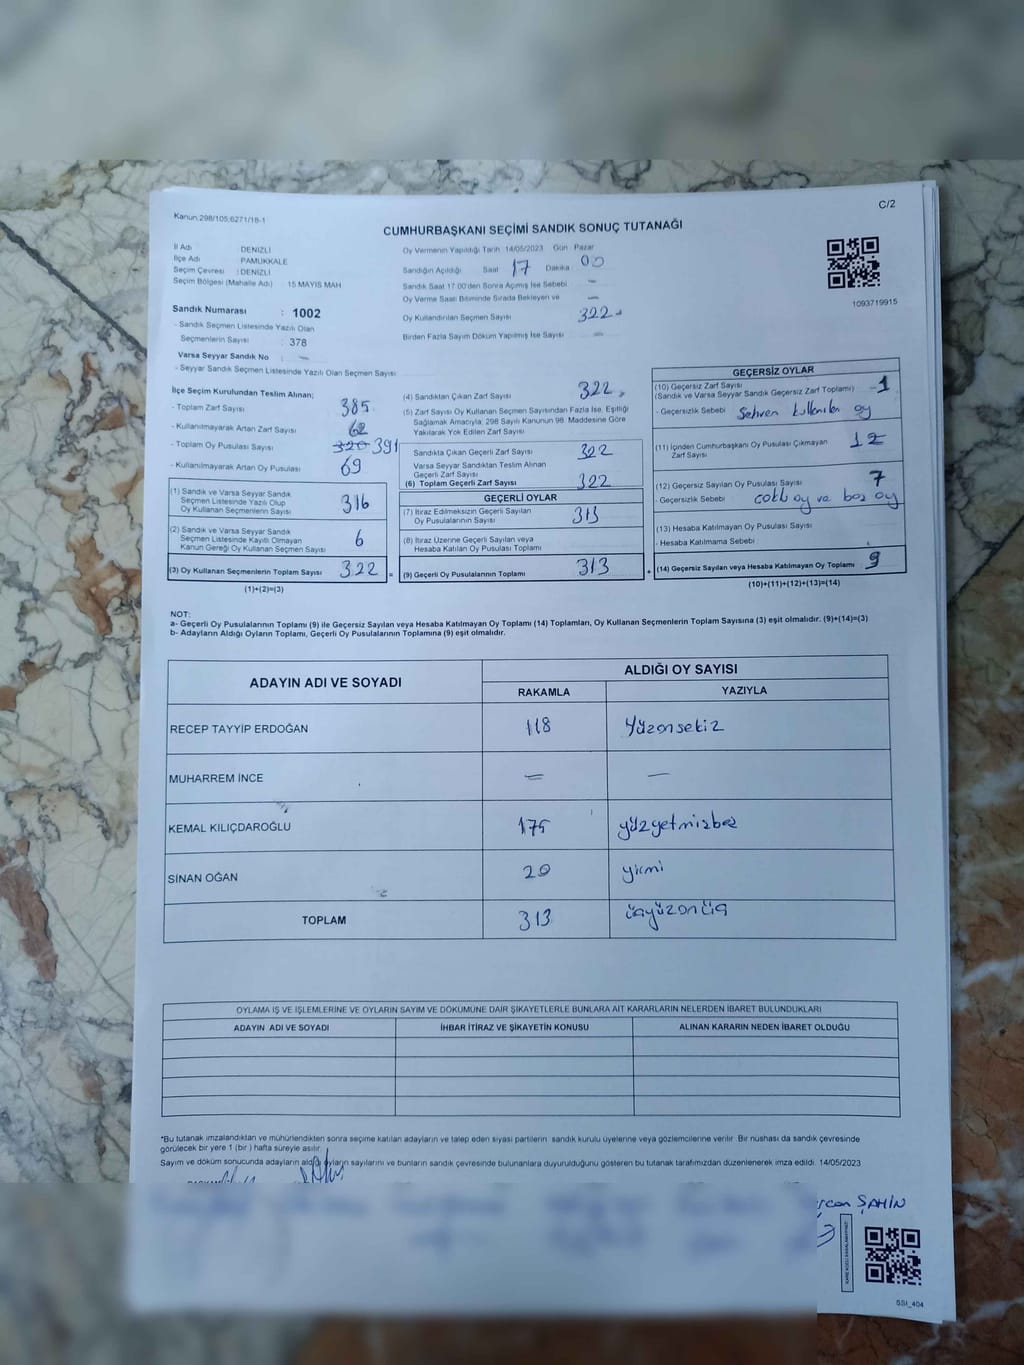 Kanun;298/105;6271/18-1
C/2
CUMHURBAŞKANI SEÇİMİ SANDIK SONUÇ TUTANAĞI
İl Adı DENİZLİ
İlçe Adı PAMUKKALE
Seçim Çevresi : DENİZLİ
Seçim Bölgesi (Mahalle Adı) : 15 MAYIS MAH
Oy Vermenin Yapıldığı Tarih 14/05/2023 Gün : Pazar
Sandığın Açıldığı Saat 17 Dakika 00
Sandık Saat 17.00'den Sonra Açılmış İse Sebebi —
Oy Verme Saati Bitiminde Sırada Bekleyen ve —
Oy Kullandırılan Seçmen Sayısı 322
Birden Fazla Sayım Döküm Yapılmış İse Sayısı —
1093719915
Sandık Numarası : 1002
- Sandık Seçmen Listesinde Yazılı Olan
Seçmenlerin Sayısı : 378
Varsa Seyyar Sandık No : —
- Seyyar Sandık Seçmen Listesinde Yazılı Olan Seçmen Sayısı
İlçe Seçim Kurulundan Teslim Alınan;
- Toplam Zarf Sayısı 385
- Kullanılmayarak Artan Zarf Sayısı 62
- Toplam Oy Pusulası Sayısı 320 391
- Kullanılmayarak Artan Oy Pusulası 69
(1) Sandık ve Varsa Seyyar Sandık
Seçmen Listesinde Yazılı Olup
Oy Kullanan Seçmenlerin Sayısı 316
(2) Sandık ve Varsa Seyyar Sandık
Seçmen Listesinde Kayıtlı Olmayan
Kanun Gereği Oy Kullanan Seçmen Sayısı 6
(3) Oy Kullanan Seçmenlerin Toplam Sayısı 322 =
(1)+(2)=(3)
(4) Sandıktan Çıkan Zarf Sayısı 322
(5) Zarf Sayısı Oy Kullanan Seçmen Sayısından Fazla İse, Eşitliği
Sağlamak Amacıyla; 298 Sayılı Kanunun 98. Maddesine Göre
Yakılarak Yok Edilen Zarf Sayısı
Sandıkta Çıkan Geçerli Zarf Sayısı 322
Varsa Seyyar Sandıktan Teslim Alınan
Geçerli Zarf Sayısı
(6) Toplam Geçerli Zarf Sayısı 322
GEÇERLİ OYLAR
(7) İtiraz Edilmeksizin Geçerli Sayılan
Oy Pusulalarının Sayısı 313
(8) İtiraz Üzerine Geçerli Sayılan veya
Hesaba Katılan Oy Pusulası Toplamı
(9) Geçerli Oy Pusulalarının Toplamı 313 +
GEÇERSİZ OYLAR
(10) Geçersiz Zarf Sayısı
(Sandık ve Varsa Seyyar Sandık Geçersiz Zarf Toplamı) 1
- Geçersizlik Sebebi Sehven kullanılan oy
(11) İçinden Cumhurbaşkanı Oy Pusulası Çıkmayan
Zarf Sayısı
(12) Geçersiz Sayılan Oy Pusulası Sayısı 7
- Geçersizlik Sebebi çoklu oy ve boş oy
(13) Hesaba Katılmayan Oy Pusulası Sayısı
- Hesaba Katılmama Sebebi
(14) Geçersiz Sayılan veya Hesaba Katılmayan Oy Toplamı 9
(10)+(11)+(12)+(13)=(14)
NOT:
a- Geçerli Oy Pusulalarının Toplamı (9) ile Geçersiz Sayılan veya Hesaba Katılmayan Oy Toplamı (14) Toplamları, Oy Kullanan Seçmenlerin Toplam Sayısına (3) eşit olmalıdır. (9)+(14)=(3)
b- Adayların Aldığı Oyların Toplamı, Geçerli Oy Pusulalarının Toplamına (9) eşit olmalıdır.
ADAYIN ADI VE SOYADI ALDIĞI OY SAYISI
RAKAMLA YAZIYLA
RECEP TAYYİP ERDOĞAN 118 Yüzonsekiz
MUHARREM İNCE — —
KEMAL KILIÇDAROĞLU 175 yüzyetmişbeş
SİNAN OĞAN 20 yirmi
TOPLAM 313 üçyüzonüç
OYLAMA İŞ VE İŞLEMLERİNE VE OYLARIN SAYIM VE DÖKÜMÜNE DAİR ŞİKAYETLERLE BUNLARA AİT KARARLARIN NELERDEN İBARET BULUNDUKLARI
ADAYIN ADI VE SOYADI İHBAR İTİRAZ VE ŞİKAYETİN KONUSU ALINAN KARARIN NEDEN İBARET OLDUĞU
*Bu tutanak imzalandıktan ve mühürlendikten sonra seçime katılan adayların ve talep eden siyasi partilerin sandık kurulu üyelerine veya gözlemcilerine verilir. Bir nüshası da sandık çevresinde
görülecek bir yere 1 (bir) hafta süreyle asılır.
Sayım ve döküm sonucunda adayların aldığı oyların sayılarını ve bunların sandık çevresinde bulunanlara duyurulduğunu gösteren bu tutanak tarafımızdan düzenlenerek imza edildi. 14/05/2023
ŞAHİN
SSI_404